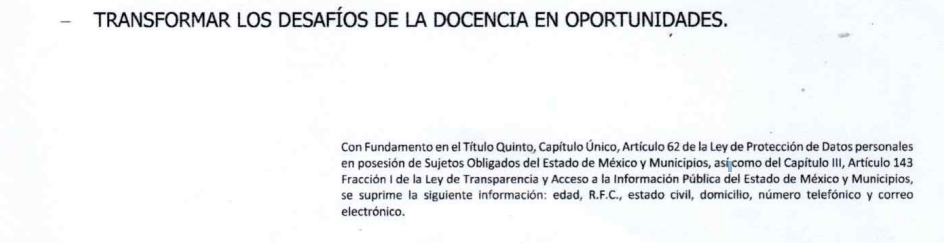 – TRANSFORMAR LOS DESAFÍOS DE LA DOCENCIA EN OPORTUNIDADES.
Con Fundamento en el Título Quinto, Capítulo Único, Artículo 62 de la Ley de Protección de Datos personales
en posesión de Sujetos Obligados del Estado de México y Municipios, así como del Capítulo III, Artículo 143
Fracción I de la Ley de Transparencia y Acceso a la Información Pública del Estado de México y Municipios,
se suprime la siguiente información: edad, R.F.C., estado civil, domicilio, número telefónico y correo
electrónico.